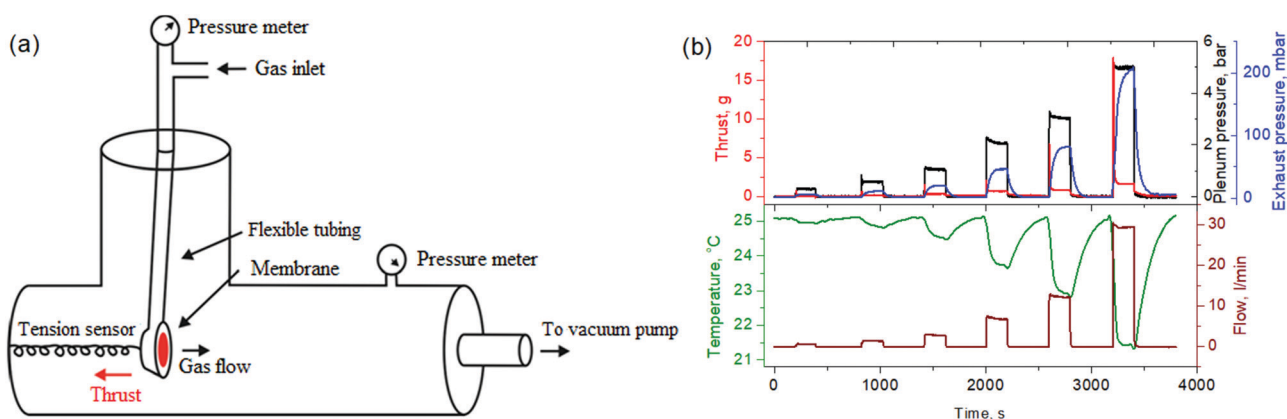 (a)
Pressure meter
Gas inlet
Flexible tubing
Membrane
Pressure meter
Tension sensor
Gas flow
Thrust
To vacuum pump
(b)
Thrust, g
20
15
10
5
0
Plenum pressure, bar
6
4
2
0
Exhaust pressure, mbar
200
100
0
Temperature, °C
25
24
23
22
21
Flow, l/min
30
20
10
0
0 1000 2000 3000 4000
Time, s